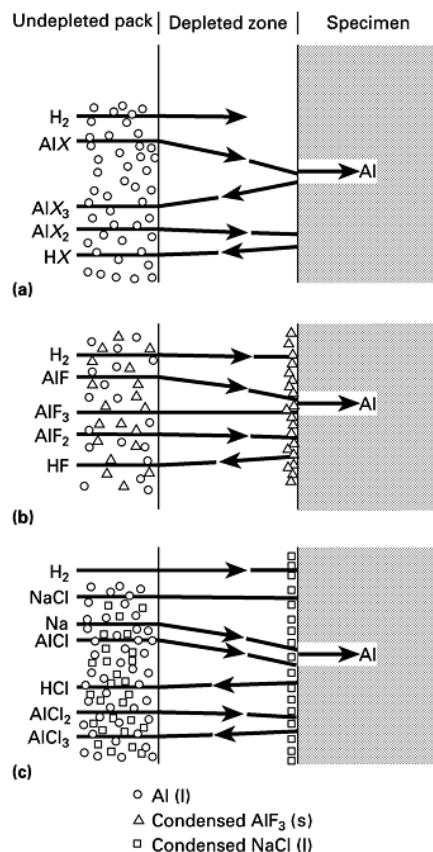 Undepleted pack Depleted zone Specimen
H₂
AlX
Al
AlX₃
AlX₂
HX
(a)
H₂
AlF
Al
AlF₃
AlF₂
HF
(b)
H₂
NaCl
Na
AlCl
Al
HCl
AlCl₂
AlCl₃
(c)
Al (l)
Condensed AlF₃ (s)
Condensed NaCl (l)